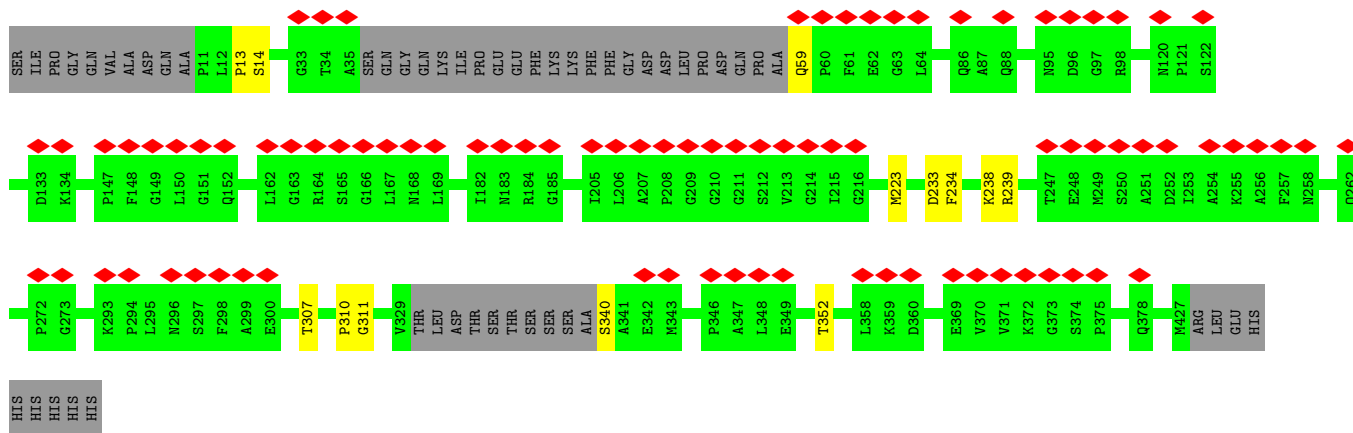 SER ILE PRO GLY GLN VAL ALA ASP GLN ALA P11 L12 P13 S14 G33 T34 A35 SER GLN GLY GLN LYS ILE PRO GLU GLU PHE LYS LYS PHE PHE GLY ASP ASP LEU PRO ASP GLN PRO ALA Q59 P60 F61 E62 G63 L64 Q86 A87 Q88 N95 D96 G97 R98 N120 P121 S122
D133 K134 P147 F148 G149 L150 G151 Q152 L162 G163 R164 S165 G166 L167 N168 L169 I182 N183 R184 G185 I205 L206 A207 P208 G209 G210 G211 S212 V213 G214 I215 G216 M223 D233 F234 K238 R239 T247 E248 M249 S250 A251 D252 I253 A254 K255 A256 F257 N258 Q262
P272 G273 K293 P294 L295 N296 S297 F298 A299 E300 T307 P310 G311 V329 THR LEU ASP THR SER THR SER SER SER ALA S340 A341 E342 M343 P346 A347 L348 E349 T352 L358 K359 D360 E369 V370 V371 K372 G373 S374 P375 Q378 M427 ARG LEU GLU HIS
HIS HIS HIS HIS HIS